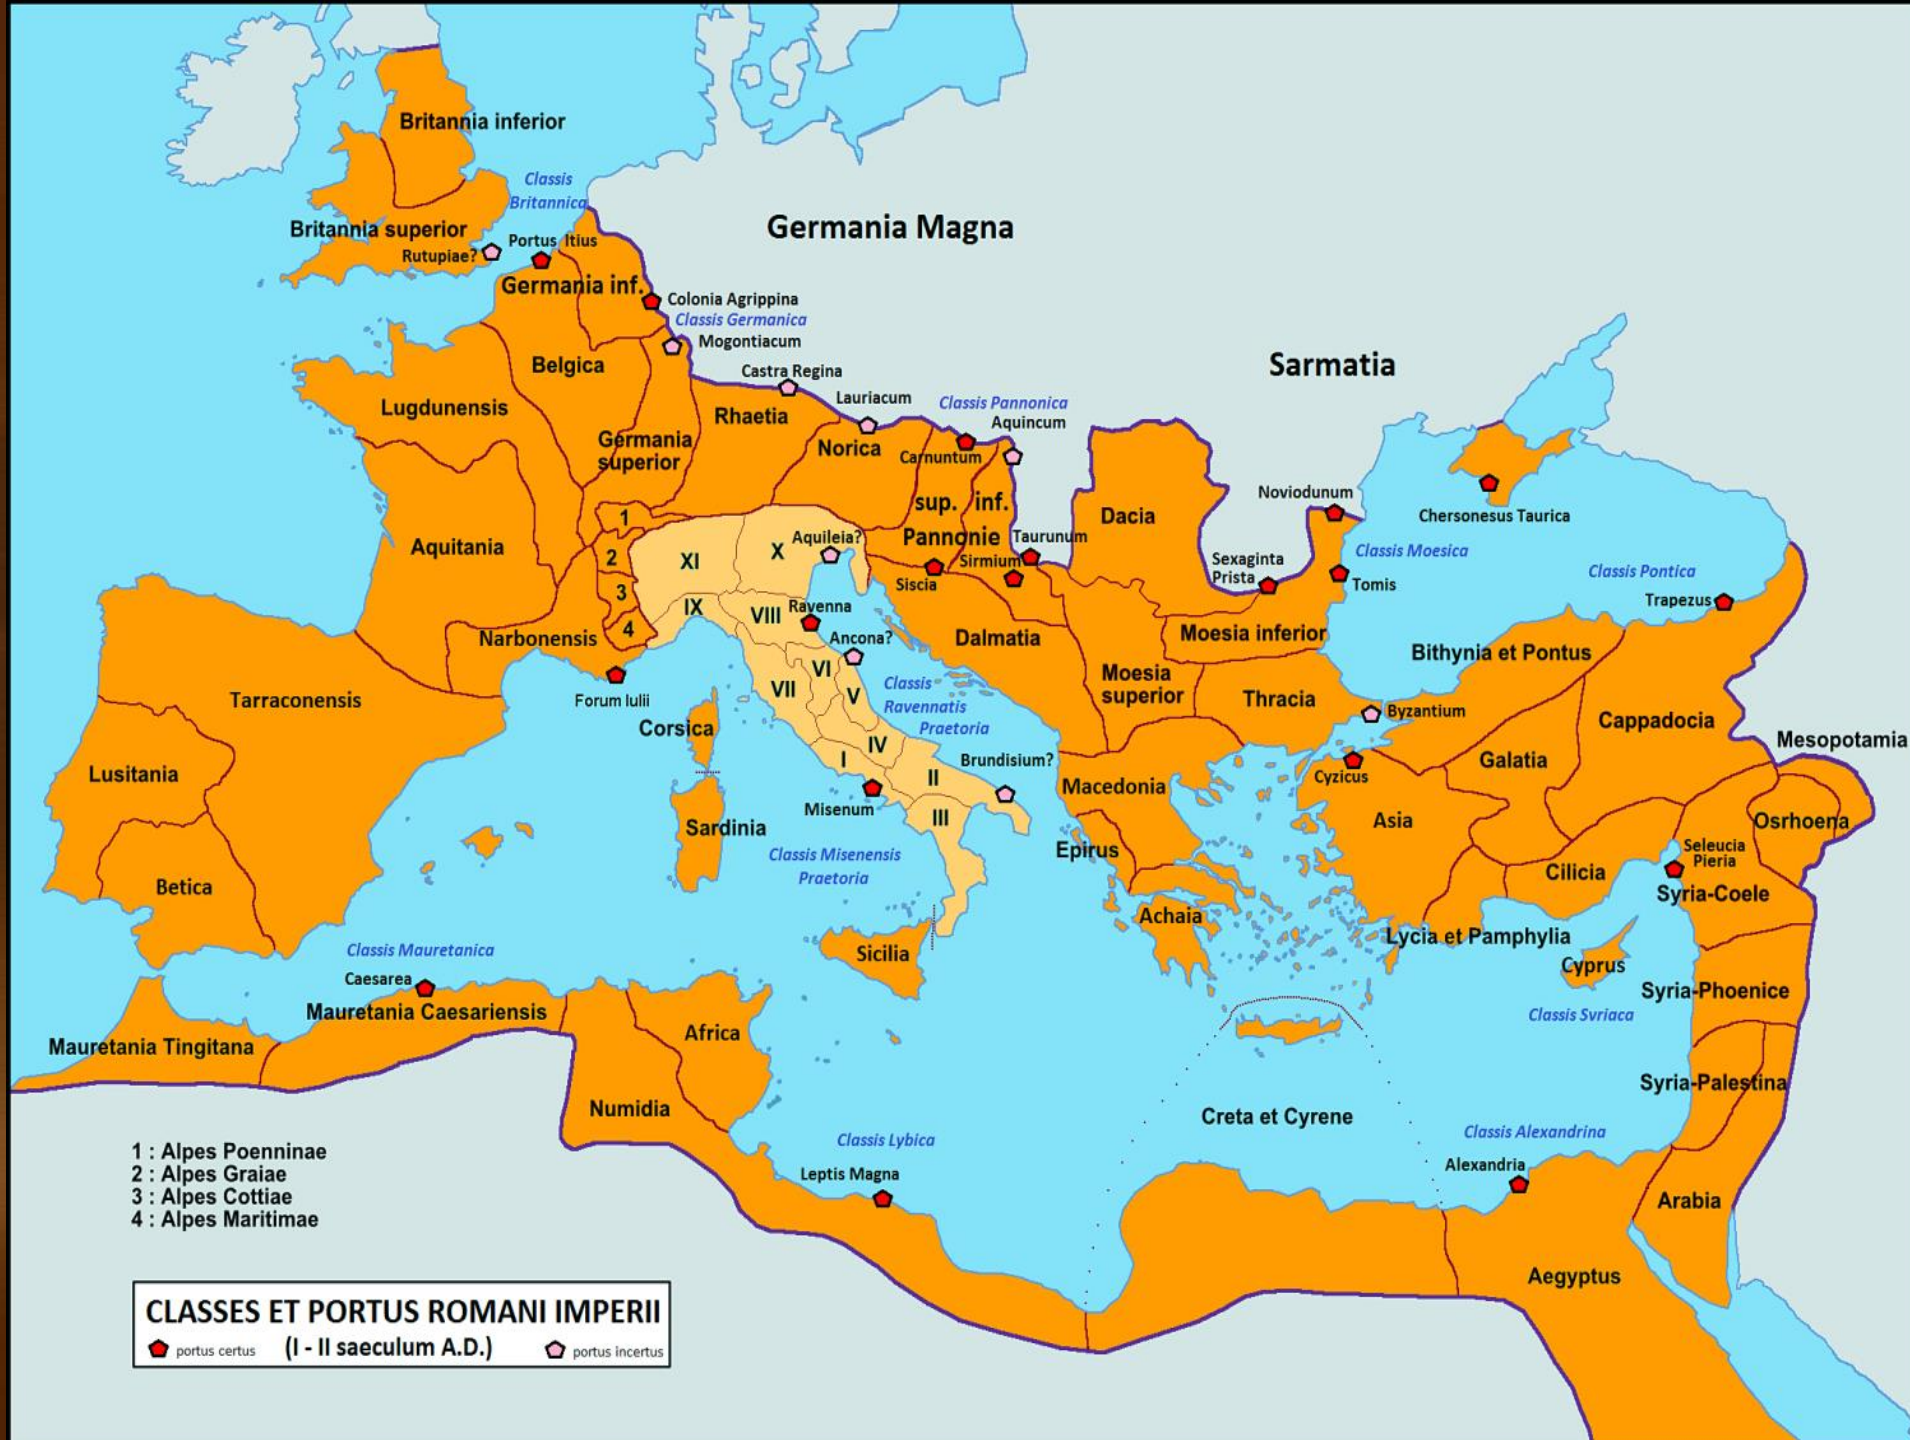 Britannia inferior
Classis
Britannica
Britannia superior
Rutupiae?
Portus Itius
Germania Magna
Germania inf.
Colonia Agrippina
Classis Germanica
Mogontiacum
Belgica
Castra Regina
Lauriacum
Classis Pannonica
Aquincum
Sarmatia
Lugdunensis
Rhaetia
Germania
superior
Norica
Carnuntum
sup.
inf.
Pannonie
Dacia
Noviodunum
Chersonesus Taurica
Aquitania
1
2
3
4
XI
X
Aquileia?
Taurunum
Sirmium
Siscia
Sexaginta
Prista
Classis Moesica
Tomis
Classis Pontica
Trapezus
IX
VIII
Ravenna
Ancona?
Narbonensis
Dalmatia
Moesia inferior
Bithynia et Pontus
Tarraconensis
Forum Iulii
Corsica
VII
VI
V
Classis
Ravennatis
Praetoria
Moesia
superior
Thracia
Byzantium
Cappadocia
Mesopotamia
Lusitania
IV
I
II
III
Brundisium?
Misenum
Macedonia
Cyzicus
Galatia
Sardinia
Asia
Osrhoena
Epirus
Classis Misenensis
Praetoria
Seleucia
Pieria
Cilicia
Syria-Coele
Betica
Achaia
Lycia et Pamphylia
Cyprus
Sicilia
Classis Mauretanica
Caesarea
Mauretania Caesariensis
Syria-Phoenice
Classis Svriaca
Mauretania Tingitana
Africa
Numidia
Syria-Palestina
Creta et Cyrene
Classis Lybica
Leptis Magna
Classis Alexandrina
Alexandria
Arabia
Aegyptus
1 : Alpes Poenninae
2 : Alpes Graiae
3 : Alpes Cottiae
4 : Alpes Maritimae
CLASSES ET PORTUS ROMANI IMPERII
portus certus (I - II saeculum A.D.) portus incertus